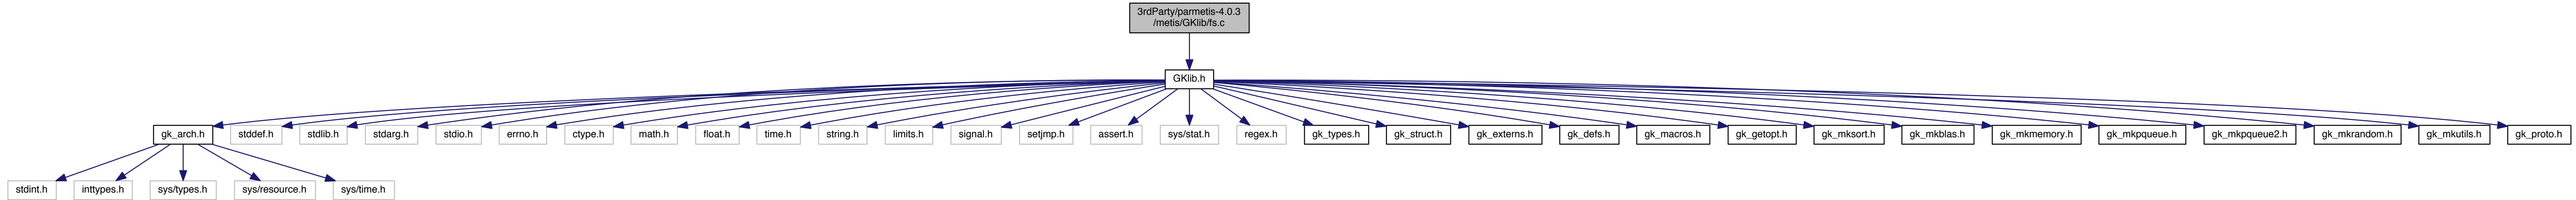 3rdParty/parmetis-4.0.3
/metis/GKlib/fs.c
GKlib.h
gk_arch.h
stddef.h
stdlib.h
stdarg.h
stdio.h
errno.h
ctype.h
math.h
float.h
time.h
string.h
limits.h
signal.h
setjmp.h
assert.h
sys/stat.h
regex.h
gk_types.h
gk_struct.h
gk_externs.h
gk_defs.h
gk_macros.h
gk_getopt.h
gk_mksort.h
gk_mkblas.h
gk_mkmemory.h
gk_mkpqueue.h
gk_mkpqueue2.h
gk_mkrandom.h
gk_mkutils.h
gk_proto.h
stdint.h
inttypes.h
sys/types.h
sys/resource.h
sys/time.h